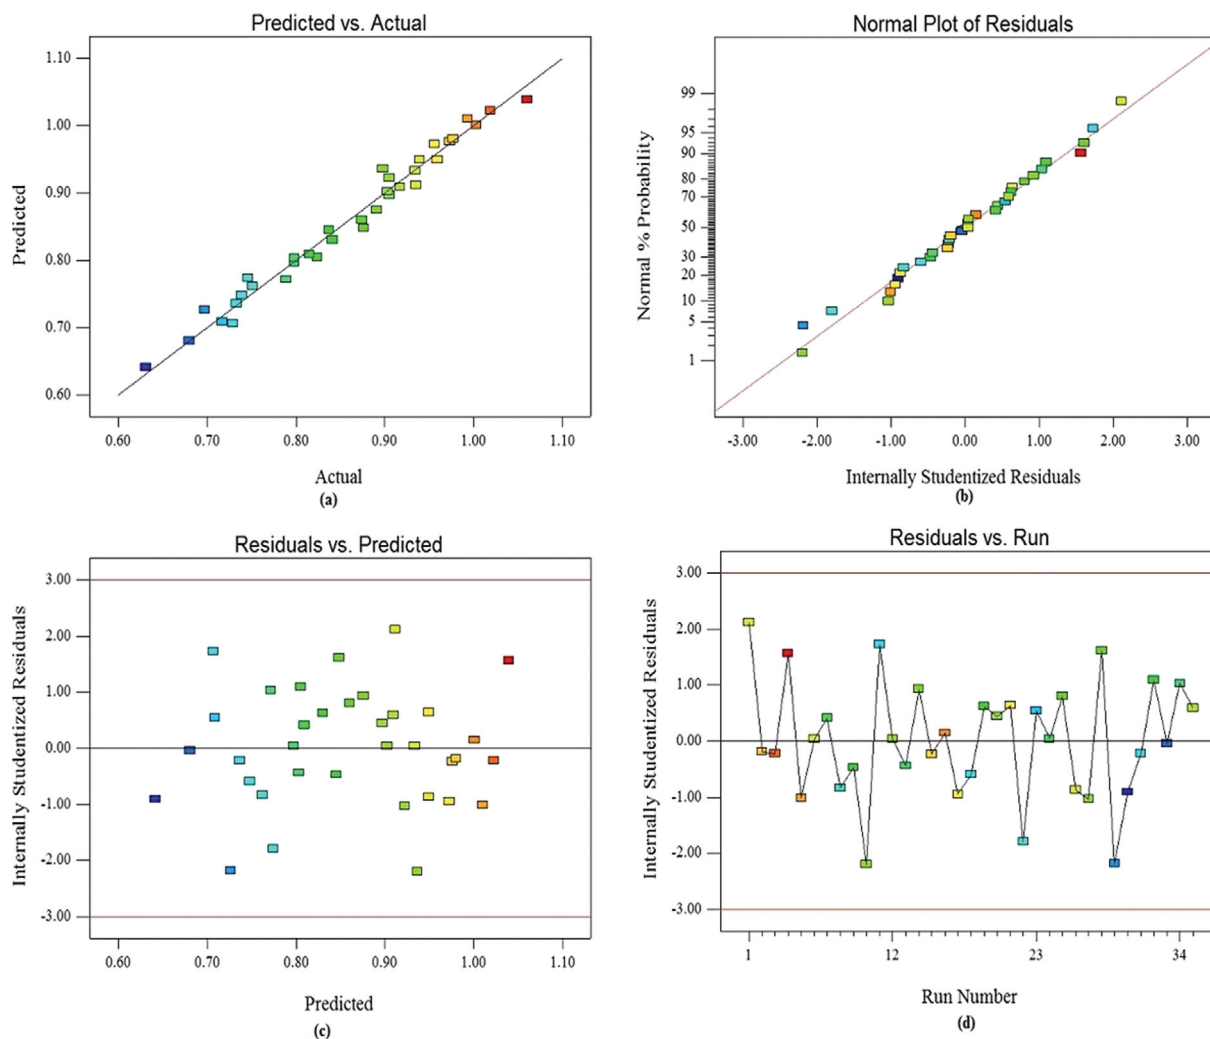 Predicted vs. Actual
1.10
1.00
0.90
0.80
0.70
0.60
Predicted
0.60 0.70 0.80 0.90 1.00 1.10
Actual
(a)
Normal Plot of Residuals
99
95
90
80
70
50
30
20
10
5
1
Normal % Probability
-3.00 -2.00 -1.00 0.00 1.00 2.00 3.00
Internally Studentized Residuals
(b)
Residuals vs. Predicted
3.00
2.00
1.00
0.00
-1.00
-2.00
-3.00
Internally Studentized Residuals
0.60 0.70 0.80 0.90 1.00 1.10
Predicted
(c)
Residuals vs. Run
3.00
2.00
1.00
0.00
-1.00
-2.00
-3.00
Internally Studentized Residuals
1 12 23 34
Run Number
(d)